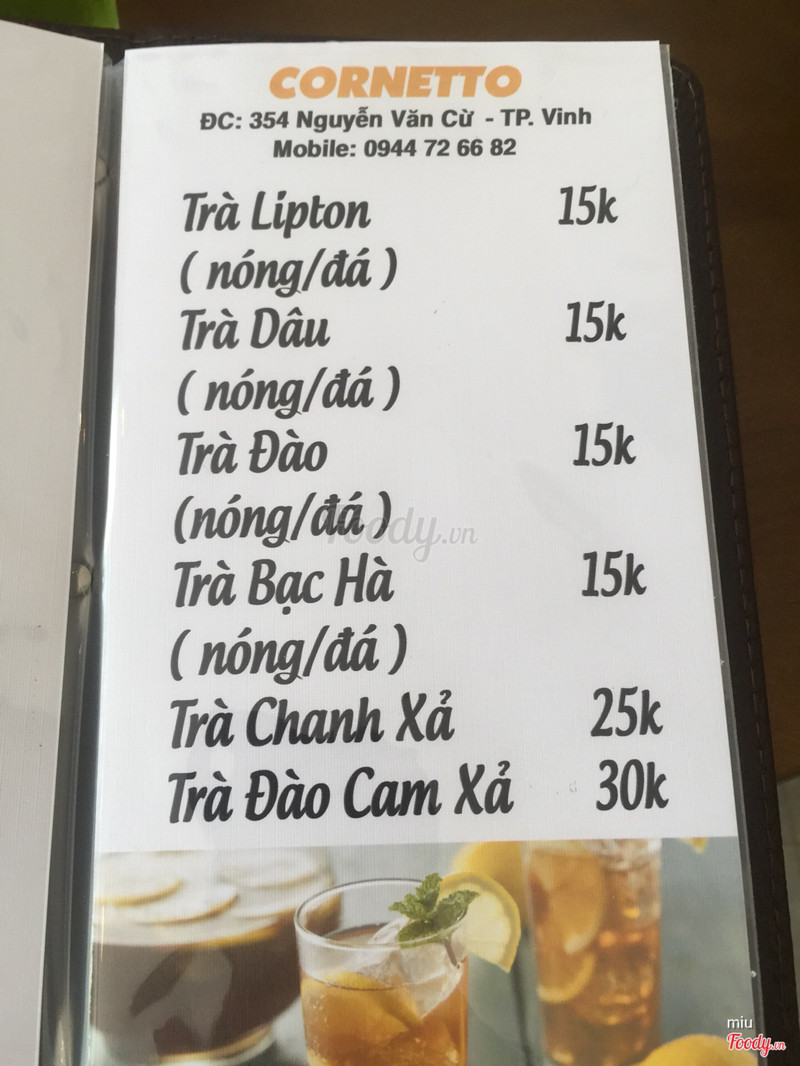 CORNETTO
ĐC: 354 Nguyễn Văn Cừ - TP. Vinh
Mobile: 0944 72 66 82
Trà Lipton 15k
( nóng/đá )
Trà Dâu 15k
( nóng/đá )
Trà Đào 15k
(nóng/đá )
foody.vn
Trà Bạc Hà 15k
( nóng/đá )
Trà Chanh Xả 25k
Trà Đào Cam Xả 30k
miu
Foody.vn